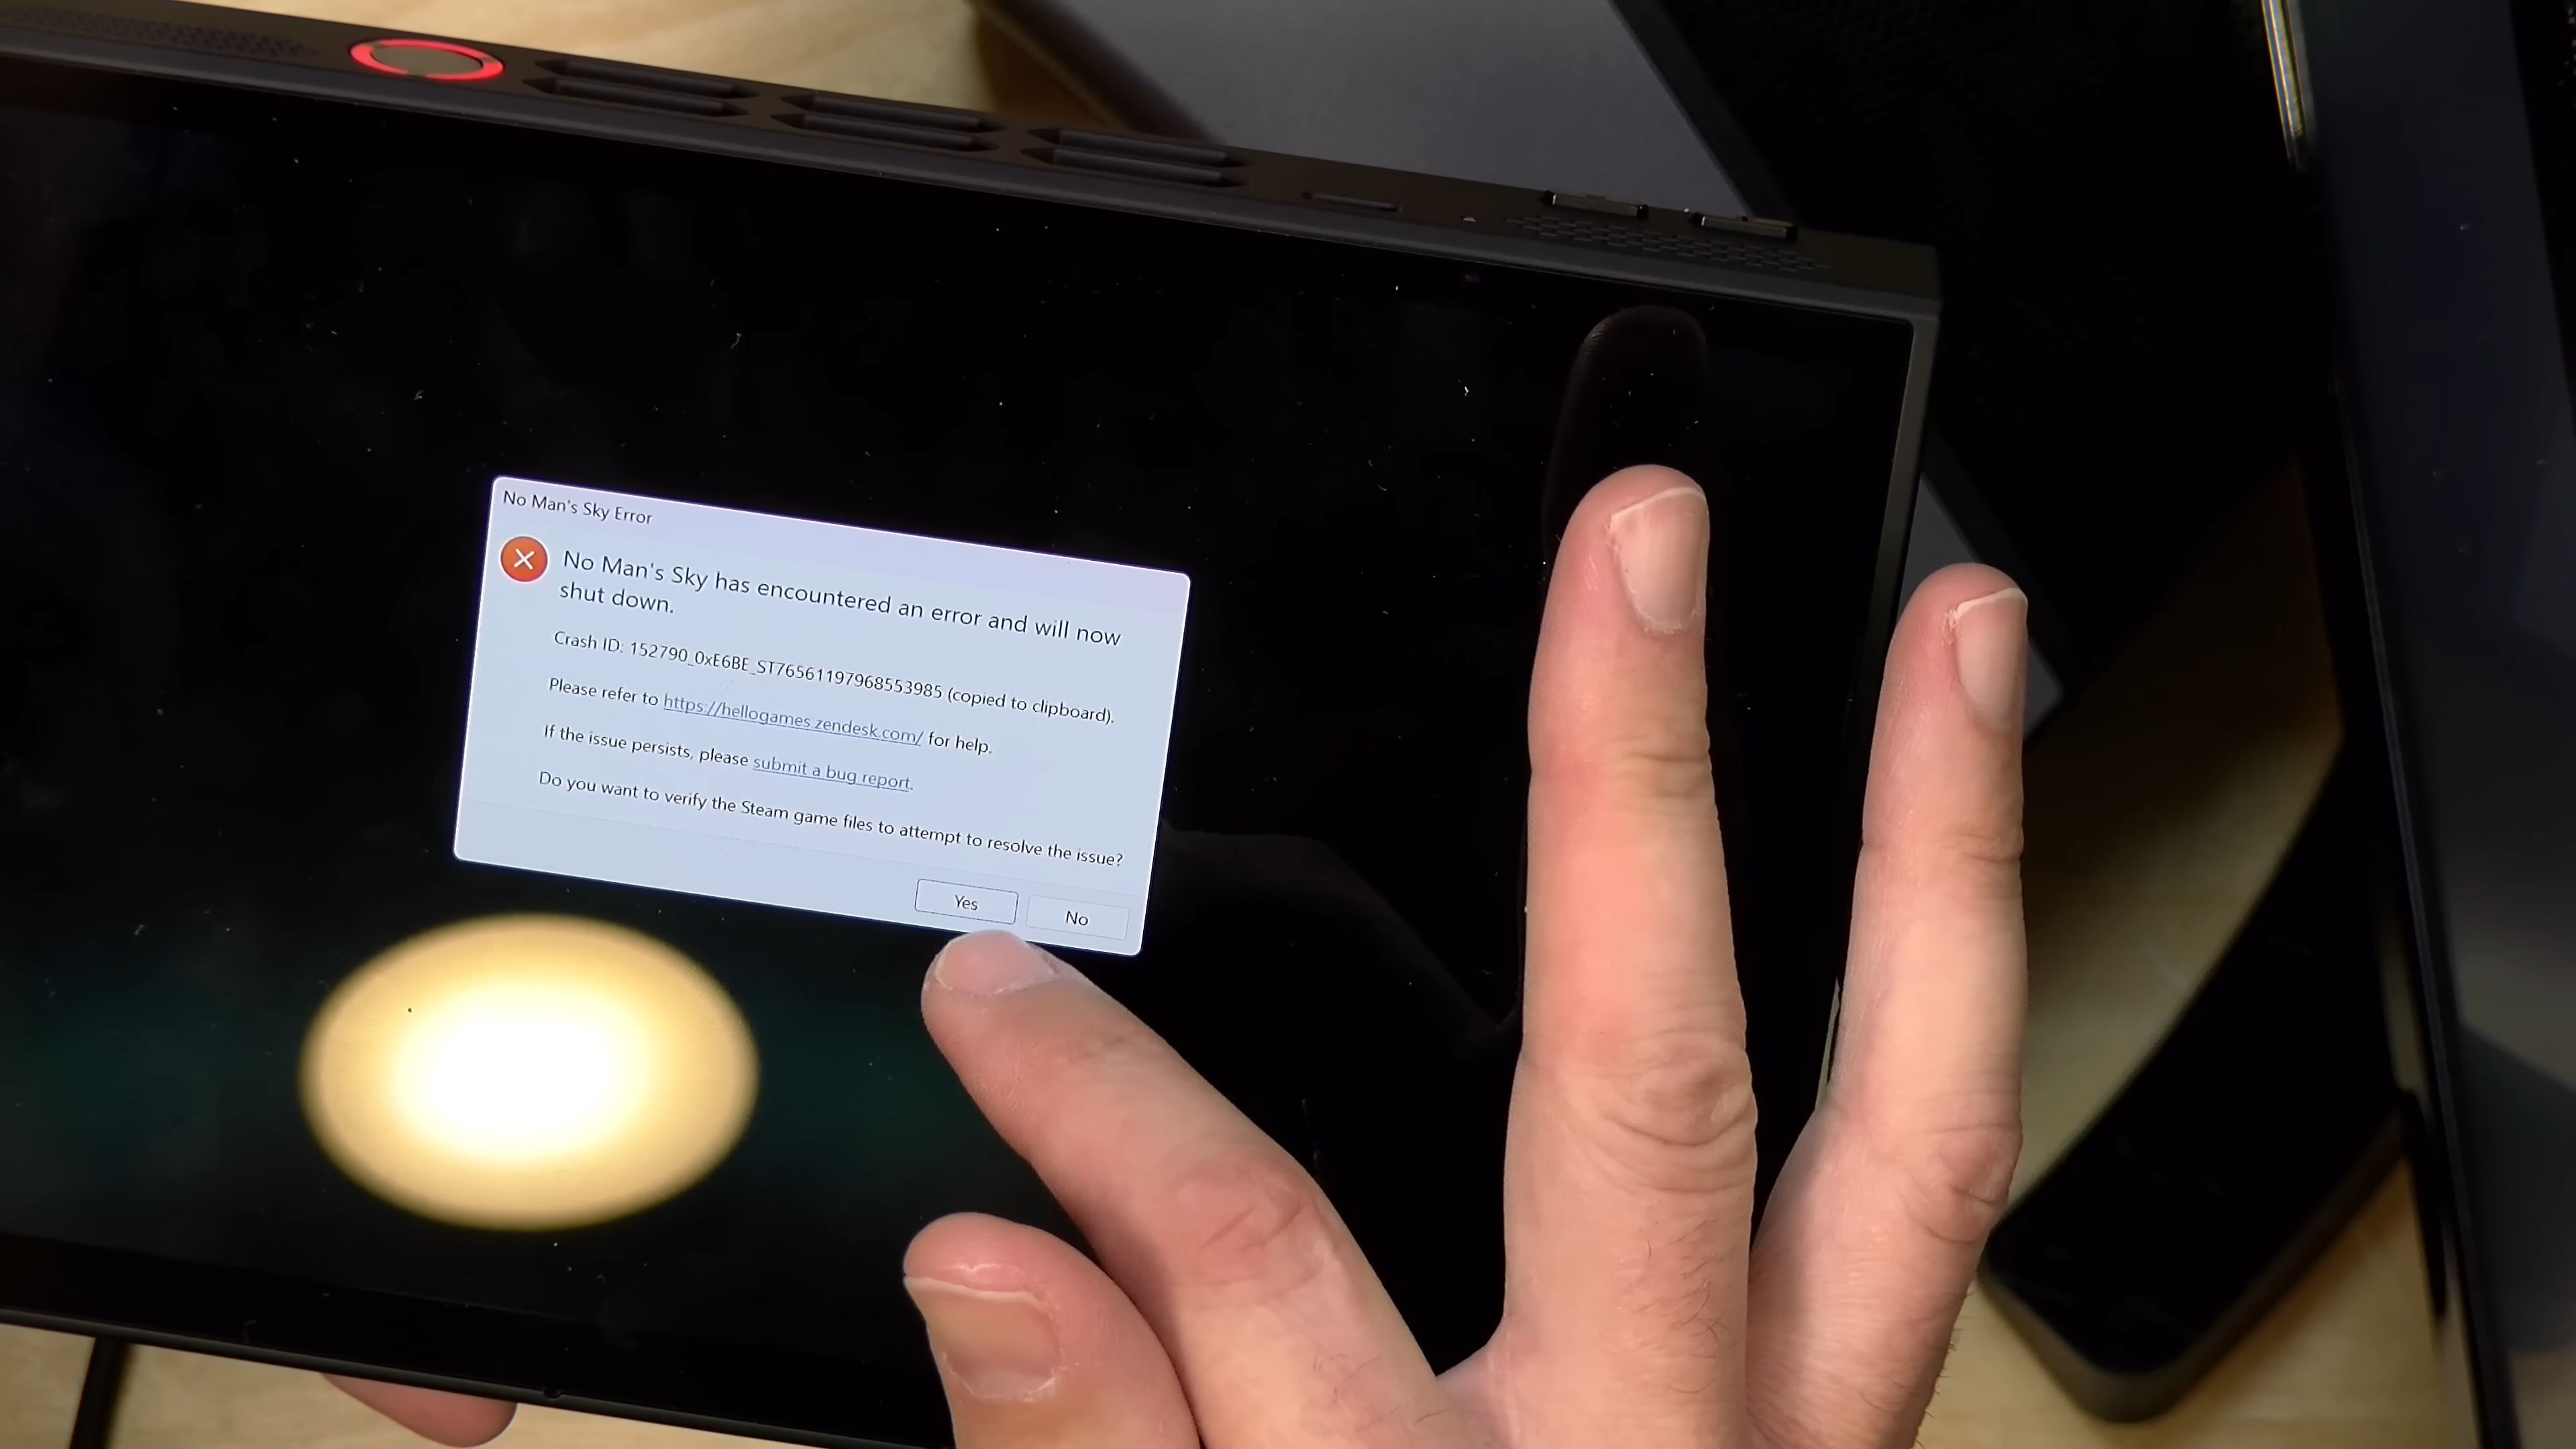 No Man's Sky Error
No Man's Sky has encountered an error and will now
shut down.
Crash ID: 152790_0xE6BE_ST76561197968553985 (copied to clipboard).
Please refer to https://hellogames.zendesk.com/ for help.
If the issue persists, please submit a bug report.
Do you want to verify the Steam game files to attempt to resolve the issue?
Yes
No